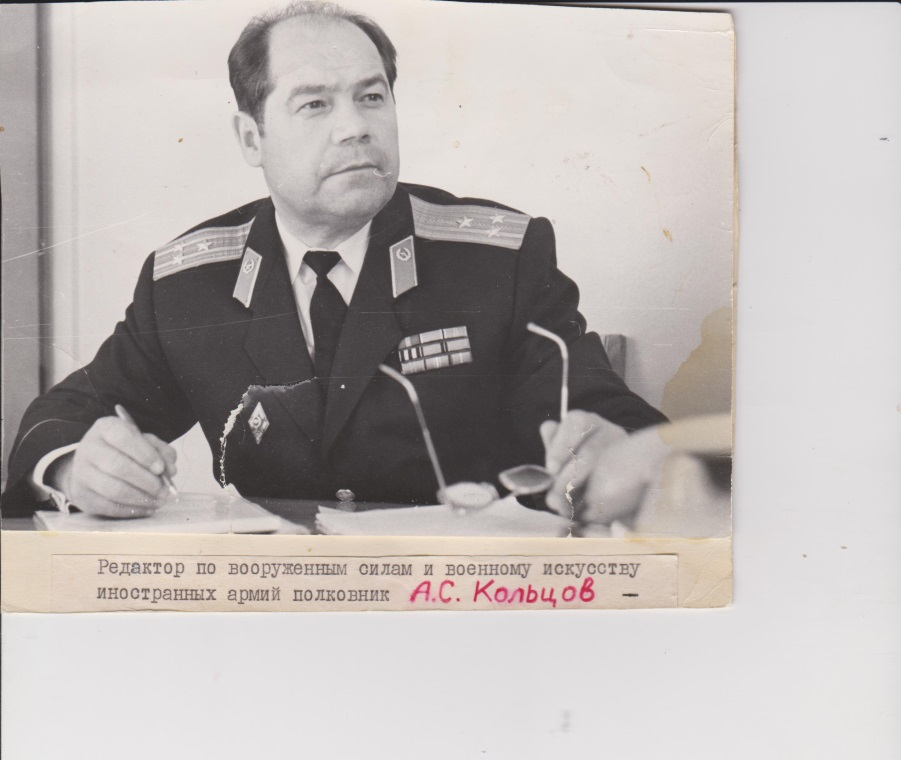 Редактор по вооруженным силам и военному искусству
иностранных армий полковник А.С. Кольцов —